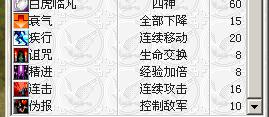 白虎临凡 四神 60
衰气 全部下降 15
疾行 连续移动 20
诅咒 生命交换 8
精进 经验加倍 8
连击 连续攻击 16
伪报 控制敌军 10